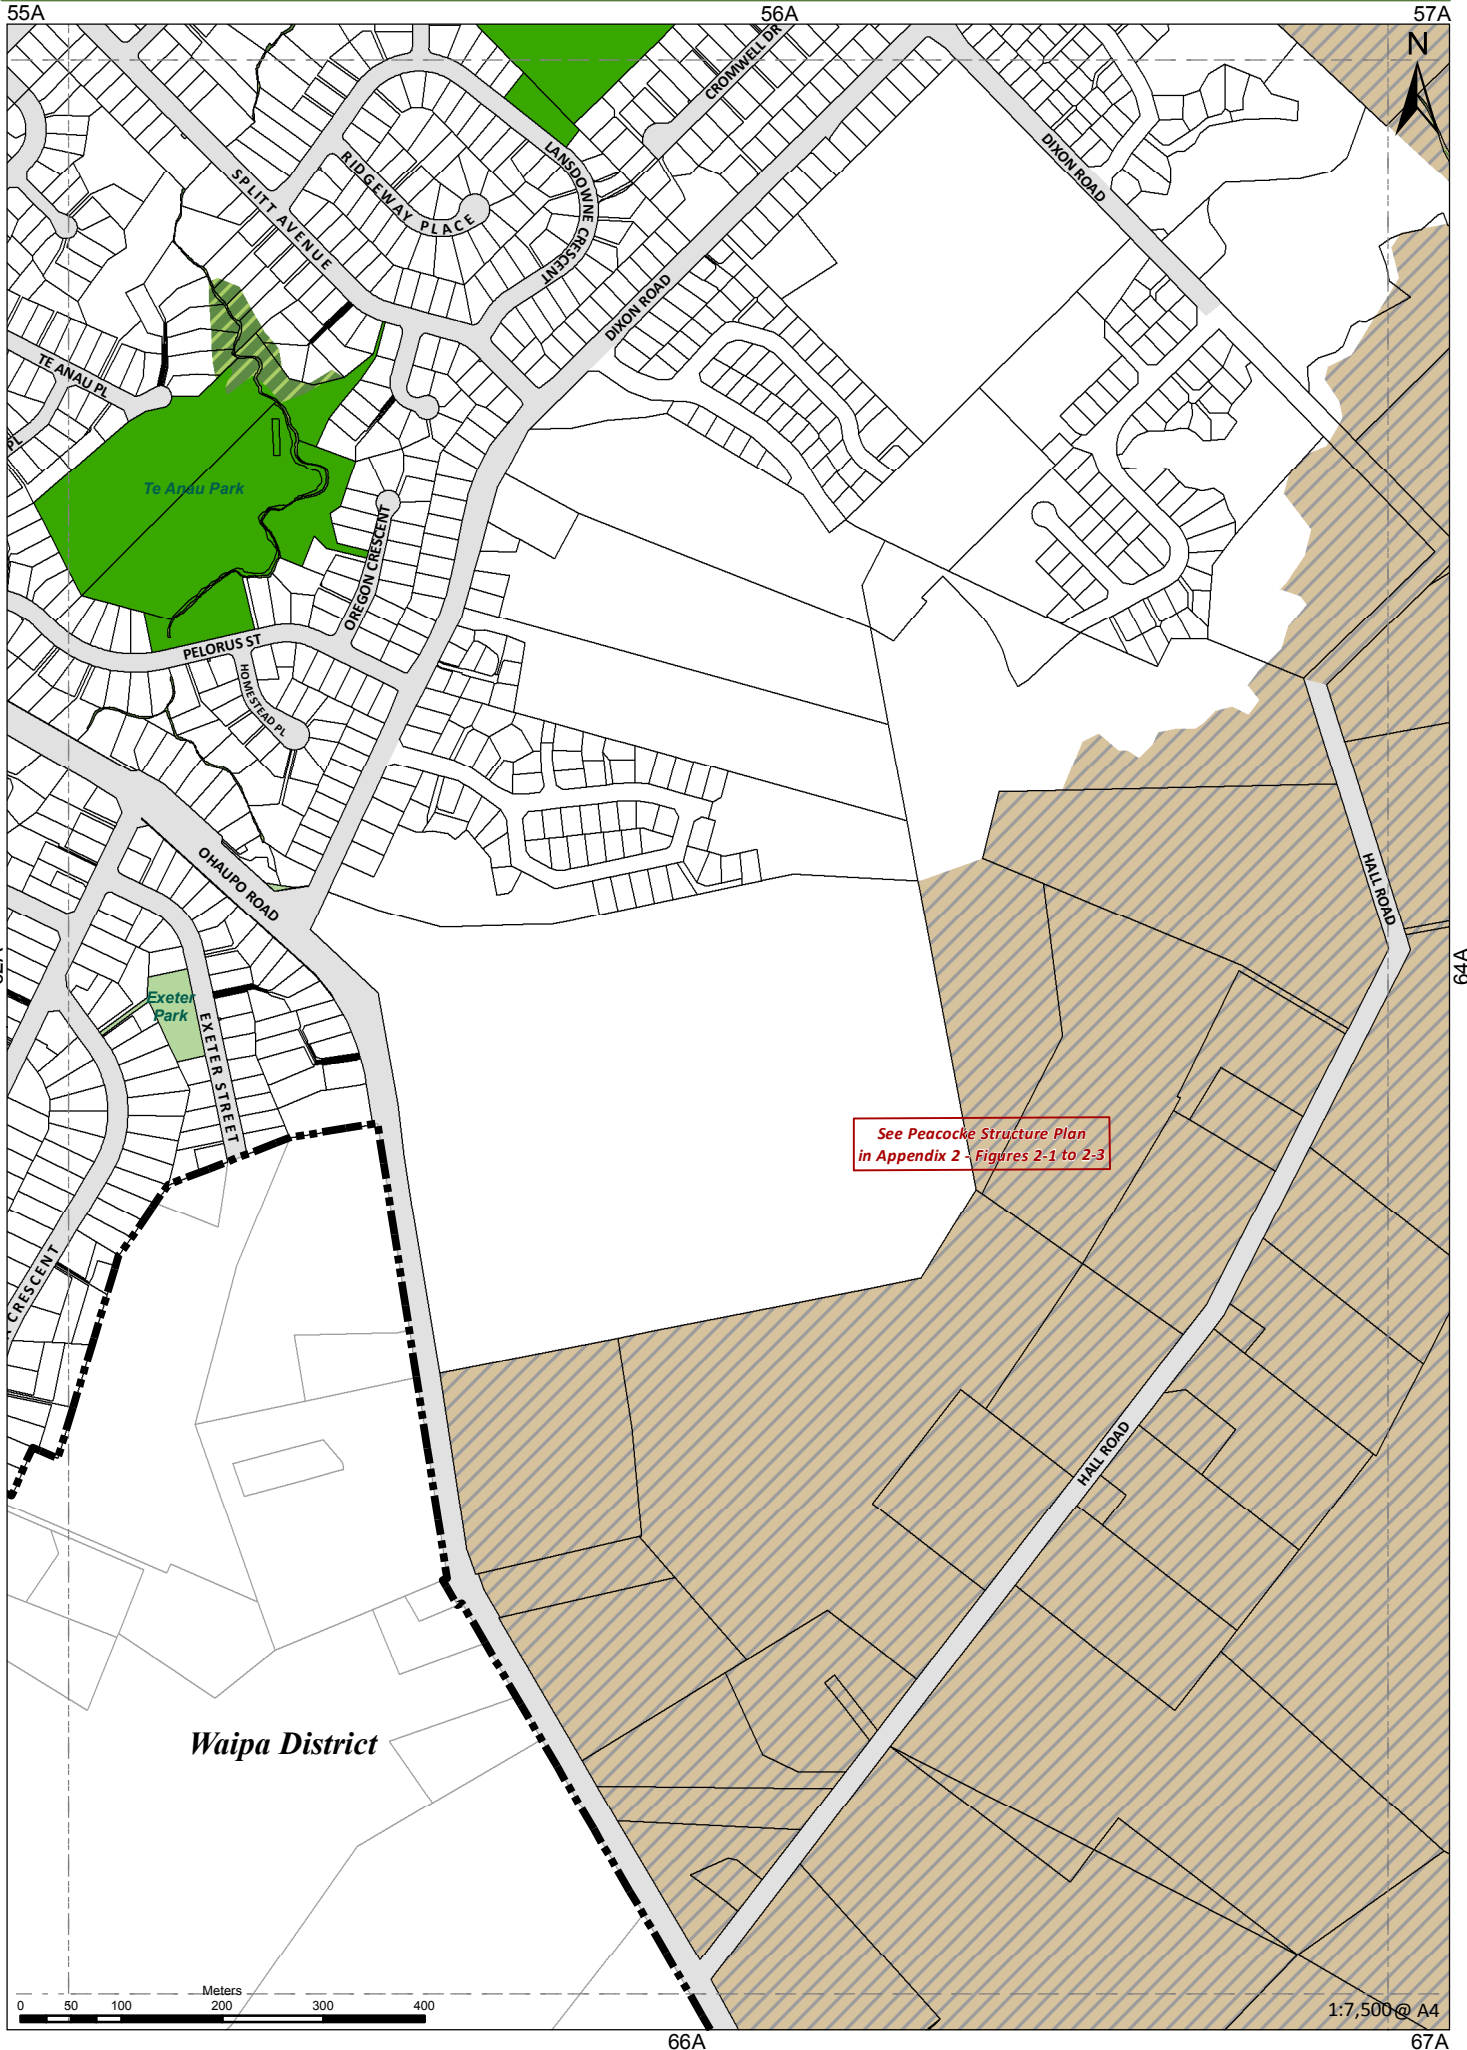 55A
56A
57A
N
CROMWELL DR
DIXON ROAD
LANSDOWNE CRESCENT
RIDGEWAY PLACE
SPLITT AVENUE
DIXON ROAD
TE ANAU PL
PL
Te Anau Park
OREGON CRESCENT
PELORUS ST
HOMESTEAD PL
OHAUPO ROAD
HALL ROAD
64A
Exeter
Park
EXETER STREET
See Peacocke Structure Plan
in Appendix 2 - Figures 2-1 to 2-3
CRESCENT
HALL ROAD
Waipa District
Meters
0 50 100 200 300 400
1:7,500 @ A4
66A
67A